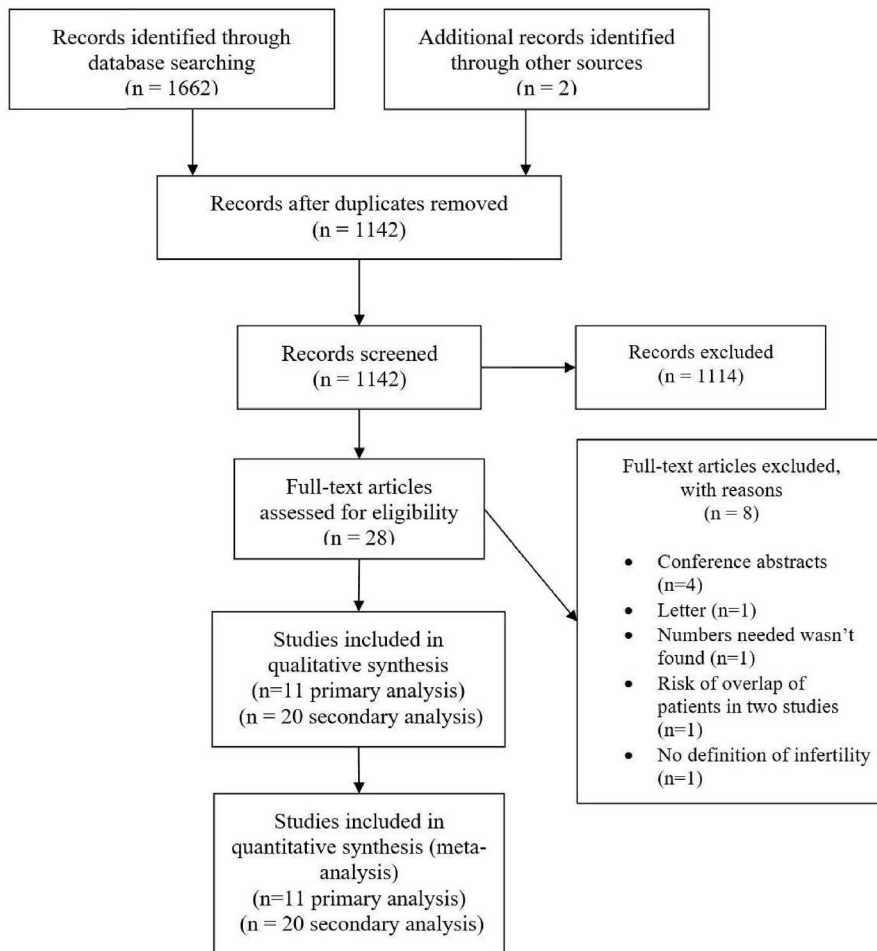 Records identified through
database searching
(n = 1662)
Additional records identified
through other sources
(n = 2)
Records after duplicates removed
(n = 1142)
Records screened
(n = 1142)
Records excluded
(n = 1114)
Full-text articles
assessed for eligibility
(n = 28)
Full-text articles excluded,
with reasons
(n = 8)
• Conference abstracts
(n=4)
• Letter (n=1)
• Numbers needed wasn’t
found (n=1)
• Risk of overlap of
patients in two studies
(n=1)
• No definition of infertility
(n=1)
Studies included in
qualitative synthesis
(n=11 primary analysis)
(n = 20 secondary analysis)
Studies included in
quantitative synthesis (meta-
analysis)
(n=11 primary analysis)
(n = 20 secondary analysis)